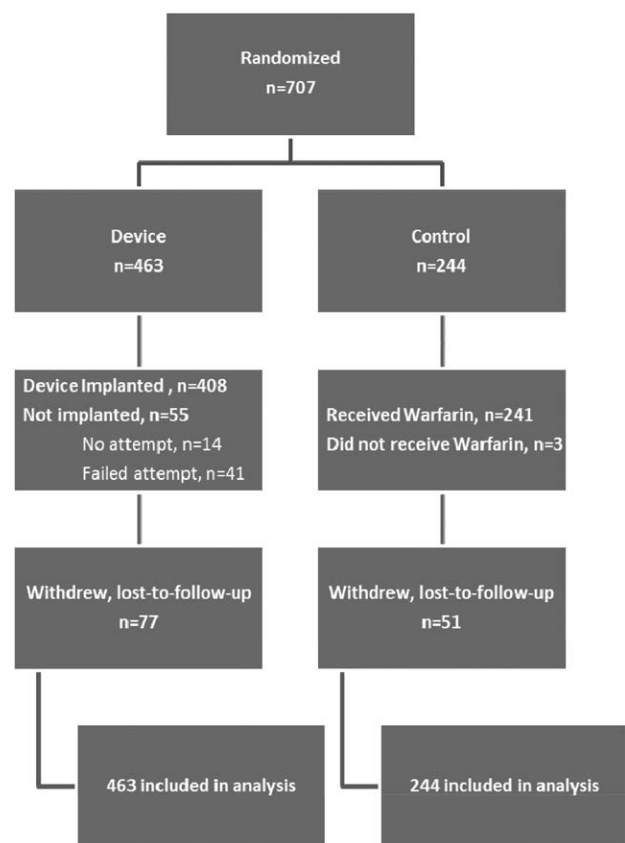 Randomized
n=707
Device
n=463
Control
n=244
Device Implanted , n=408
Not implanted, n=55
No attempt, n=14
Failed attempt, n=41
Received Warfarin, n=241
Did not receive Warfarin, n=3
Withdrew, lost-to-follow-up
n=77
Withdrew, lost-to-follow-up
n=51
463 included in analysis
244 included in analysis